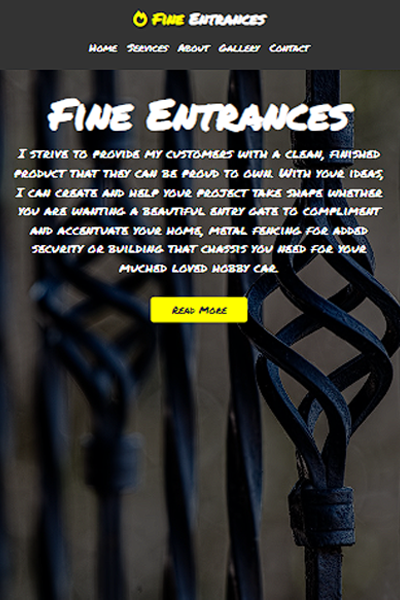 Fine Entrances
Home Services About Gallery Contact
Fine Entrances
I strive to provide my customers with a clean, finished
product that they can be proud to own. With your ideas,
I can create and help your project take shape whether
you are wanting a beautiful entry gate to compliment
and accentuate your home, metal fencing for added
security or building that chassis you need for your
muched loved hobby car.
Read More